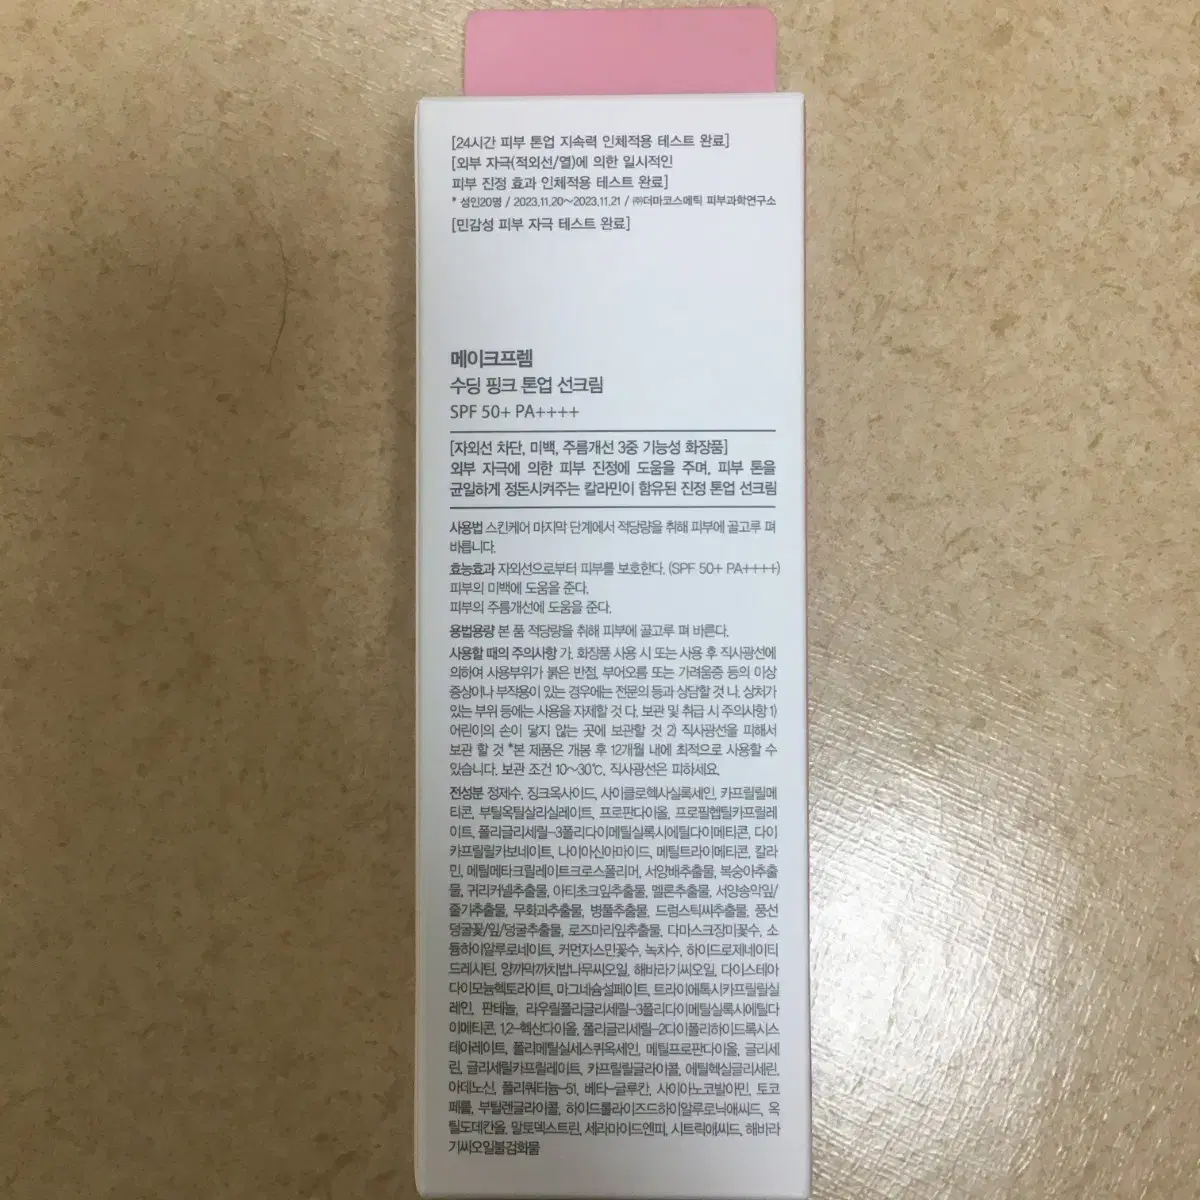 [24시간 피부 톤업 지속력 인체적용 테스트 완료]
[외부 자극(적외선/열)에 의한 일시적인
피부 진정 효과 인체적용 테스트 완료]
* 성인20명 / 2023.11.20~2023.11.21 / ㈜더마코스메틱 피부과학연구소
[민감성 피부 자극 테스트 완료]
메이크프렘
수딩 핑크 톤업 선크림
SPF 50+ PA++++
[자외선 차단, 미백, 주름개선 3중 기능성 화장품]
외부 자극에 의한 피부 진정에 도움을 주며, 피부 톤을
균일하게 정돈시켜주는 칼라민이 함유된 진정 톤업 선크림
사용법 스킨케어 마지막 단계에서 적당량을 취해 피부에 골고루 펴
바릅니다.
효능효과 자외선으로부터 피부를 보호한다. (SPF 50+ PA++++)
피부의 미백에 도움을 준다.
피부의 주름개선에 도움을 준다.
용법용량 본 품 적당량을 취해 피부에 골고루 펴 바른다.
사용할 때의 주의사항 가. 화장품 사용 시 또는 사용 후 직사광선에
의하여 사용부위가 붉은 반점, 부어오름 또는 가려움증 등의 이상
증상이나 부작용이 있는 경우에는 전문의 등과 상담할 것 나. 상처가
있는 부위 등에는 사용을 자제할 것 다. 보관 및 취급 시 주의사항 1)
어린이의 손이 닿지 않는 곳에 보관할 것 2) 직사광선을 피해서
보관 할 것 *본 제품은 개봉 후 12개월 내에 최적으로 사용할 수
있습니다. 보관 조건 10~30℃, 직사광선은 피하세요.
전성분 정제수, 징크옥사이드, 사이클로헥사실록세인, 카프릴릴메
티콘, 부틸옥틸살리실레이트, 프로판다이올, 프로필헵틸카프릴레
이트, 폴리글리세릴-3폴리다이메틸실록시에틸다이메티콘, 다이
카프릴릴카보네이트, 나이아신아마이드, 메틸트라이메티콘, 칼라
민, 메틸메타크릴레이트크로스폴리머, 서양배추출물, 복숭아추출
물, 귀리커넬추출물, 아티초크잎추출물, 멜론추출물, 서양송악잎/
줄기추출물, 무화과추출물, 병풀추출물, 드럼스틱씨추출물, 풍선
덩굴꽃/잎/덩굴추출물, 로즈마리잎추출물, 다마스크장미꽃수, 소
듐하이알루로네이트, 커먼자스민꽃수, 녹차수, 하이드로제네이티
드레시틴, 양까막까치밥나무씨오일, 해바라기씨오일, 다이스테아
다이모늄헥토라이트, 마그네슘설페이트, 트라이에톡시카프릴릴실
레인, 판테놀, 라우릴폴리글리세릴-3폴리다이메틸실록시에틸다
이메티콘, 1,2-헥산다이올, 폴리글리세릴-2다이폴리하이드록시스
테아레이트, 폴리메틸실세스퀴옥세인, 메틸프로판다이올, 글리세
린, 글리세릴카프릴레이트, 카프릴릴글라이콜, 에틸헥실글리세린,
아데노신, 폴리쿼터늄-51, 베타-글루칸, 사이아노코발아민, 토코
페롤, 부틸렌글라이콜, 하이드롤라이즈드하이알루로닉애씨드, 옥
틸도데칸올, 말토덱스트린, 세라마이드엔피, 시트릭애씨드, 해바라
기씨오일불검화물